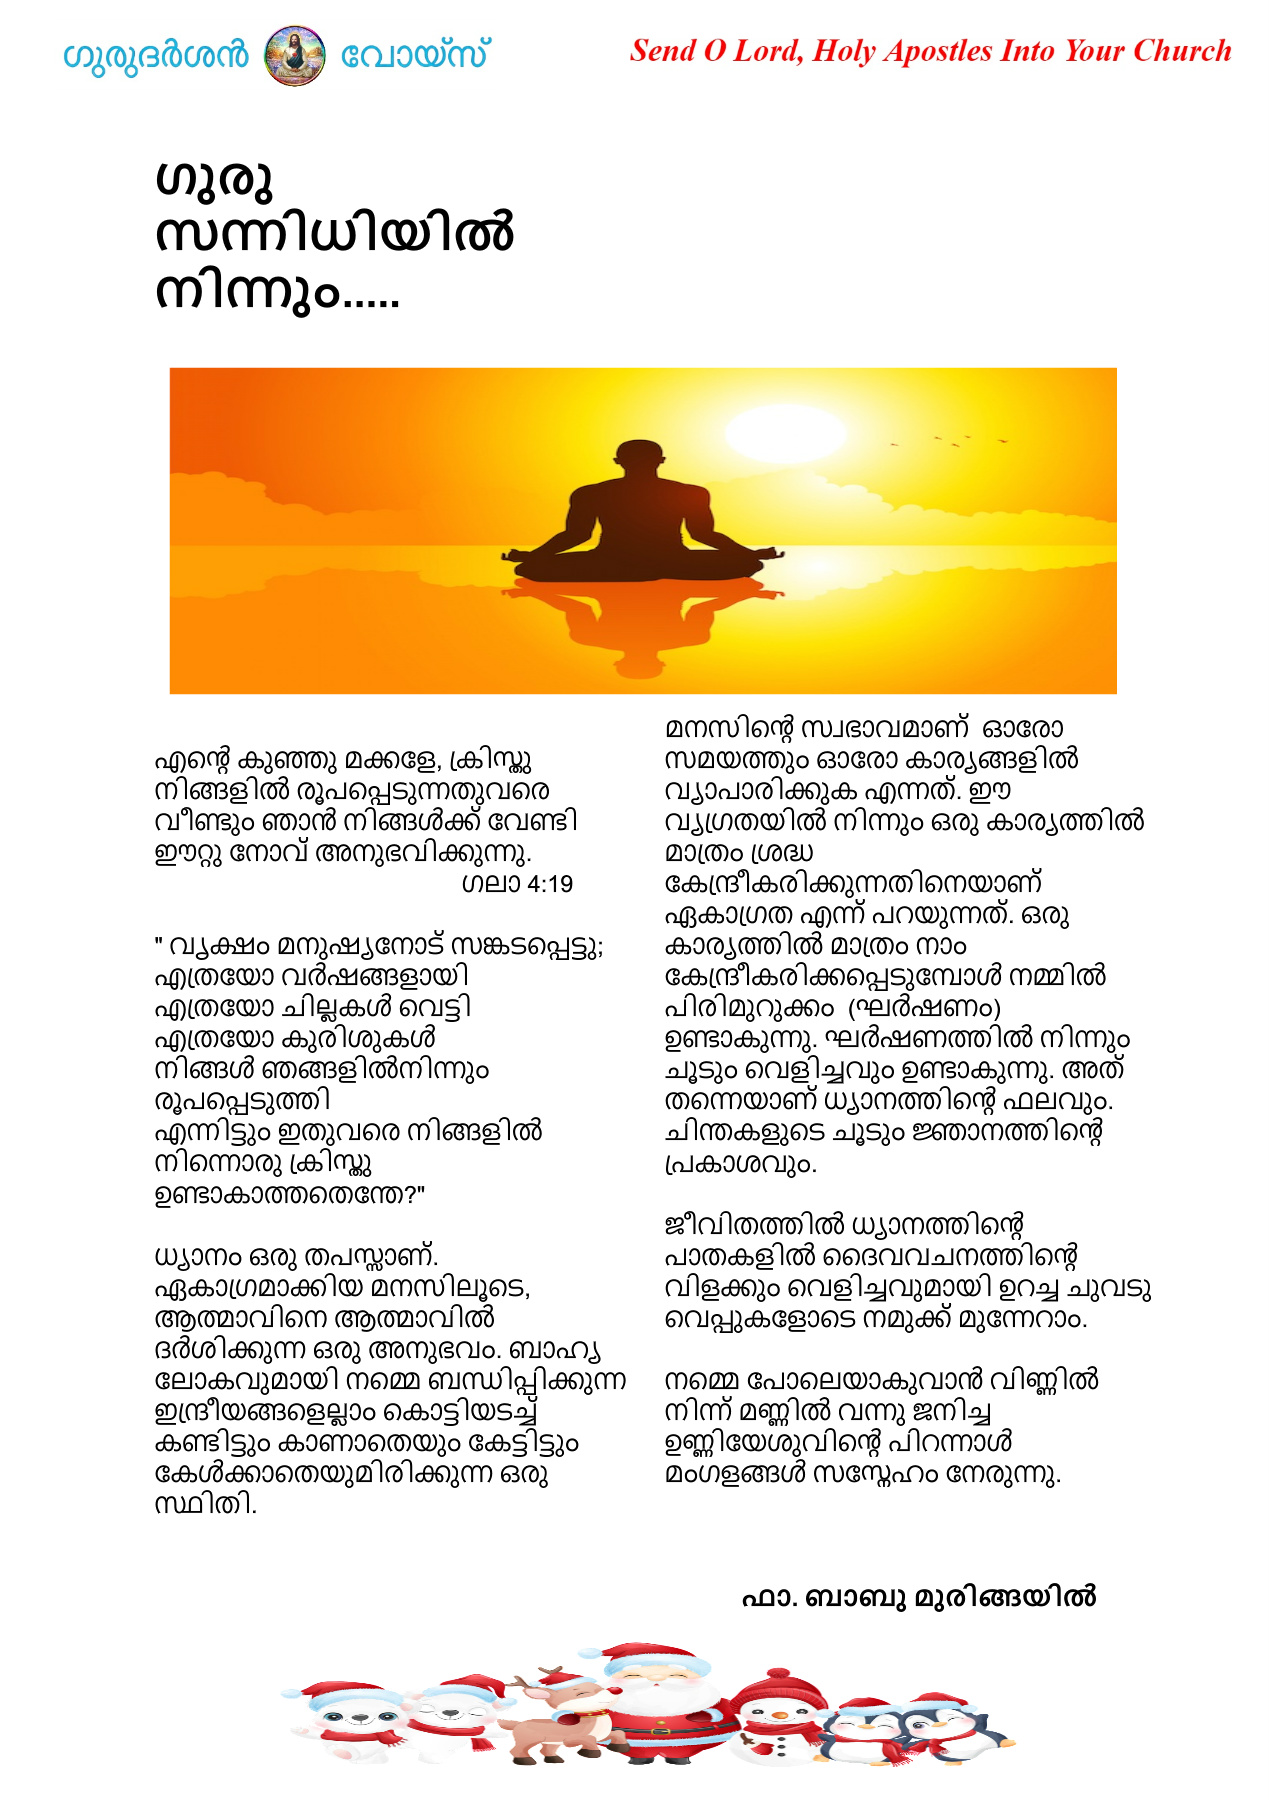 ഗുരുദർശൻ വോയ്സ്
Send O Lord, Holy Apostles Into Your Church
ഗുരു
സന്നിധിയിൽ
നിന്നും.....
എന്റെ കുഞ്ഞു മക്കളേ, ക്രിസ്തു
നിങ്ങളിൽ രൂപപ്പെടുന്നതുവരെ
വീണ്ടും ഞാൻ നിങ്ങൾക്ക് വേണ്ടി
ഈറ്റു നോവ് അനുഭവിക്കുന്നു.
ഗലാ 4:19
" വൃക്ഷം മനുഷ്യനോട് സങ്കടപ്പെട്ടു;
എത്രയോ വർഷങ്ങളായി
എത്രയോ ചില്ലകൾ വെട്ടി
എത്രയോ കുരിശുകൾ
നിങ്ങൾ ഞങ്ങളിൽനിന്നും
രൂപപ്പെടുത്തി
എന്നിട്ടും ഇതുവരെ നിങ്ങളിൽ
നിന്നൊരു ക്രിസ്തു
ഉണ്ടാകാത്തതെന്തേ?"
ധ്യാനം ഒരു തപസ്സാണ്.
ഏകാഗ്രമാക്കിയ മനസിലൂടെ,
ആത്മാവിനെ ആത്മാവിൽ
ദർശിക്കുന്ന ഒരു അനുഭവം. ബാഹ്യ
ലോകവുമായി നമ്മെ ബന്ധിപ്പിക്കുന്ന
ഇന്ദ്രീയങ്ങളെല്ലാം കൊട്ടിയടച്ച്
കണ്ടിട്ടും കാണാതെയും കേട്ടിട്ടും
കേൾക്കാതെയുമിരിക്കുന്ന ഒരു
സ്ഥിതി.
മനസിന്റെ സ്വഭാവമാണ് ഓരോ
സമയത്തും ഓരോ കാര്യങ്ങളിൽ
വ്യാപാരിക്കുക എന്നത്. ഈ
വ്യഗ്രതയിൽ നിന്നും ഒരു കാര്യത്തിൽ
മാത്രം ശ്രദ്ധ
കേന്ദ്രീകരിക്കുന്നതിനെയാണ്
ഏകാഗ്രത എന്ന് പറയുന്നത്. ഒരു
കാര്യത്തിൽ മാത്രം നാം
കേന്ദ്രീകരിക്കപ്പെടുമ്പോൾ നമ്മിൽ
പിരിമുറുക്കം (ഘർഷണം)
ഉണ്ടാകുന്നു. ഘർഷണത്തിൽ നിന്നും
ചൂടും വെളിച്ചവും ഉണ്ടാകുന്നു. അത്
തന്നെയാണ് ധ്യാനത്തിന്റെ ഫലവും.
ചിന്തകളുടെ ചൂടും ജ്ഞാനത്തിന്റെ
പ്രകാശവും.
ജീവിതത്തിൽ ധ്യാനത്തിന്റെ
പാതകളിൽ ദൈവവചനത്തിന്റെ
വിളക്കും വെളിച്ചവുമായി ഉറച്ച ചുവടു
വെപ്പുകളോടെ നമുക്ക് മുന്നേറാം.
നമ്മെ പോലെയാകുവാൻ വിണ്ണിൽ
നിന്ന് മണ്ണിൽ വന്നു ജനിച്ച
ഉണ്ണിയേശുവിന്റെ പിറന്നാൾ
മംഗളങ്ങൾ സസ്നേഹം നേരുന്നു.
ഫാ. ബാബു മുരിങ്ങയിൽ